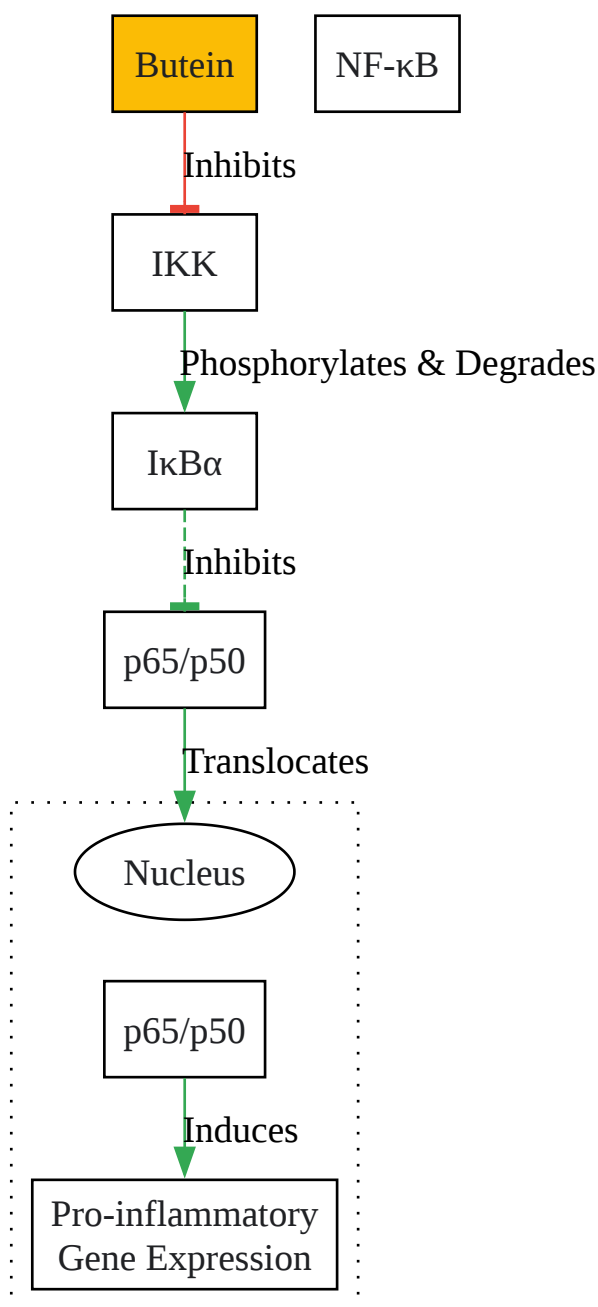 Butein
NF-κB
Inhibits
IKK
Phosphorylates & Degrades
IκBα
Inhibits
p65/p50
Translocates
Nucleus
p65/p50
Induces
Pro-inflammatory
Gene Expression